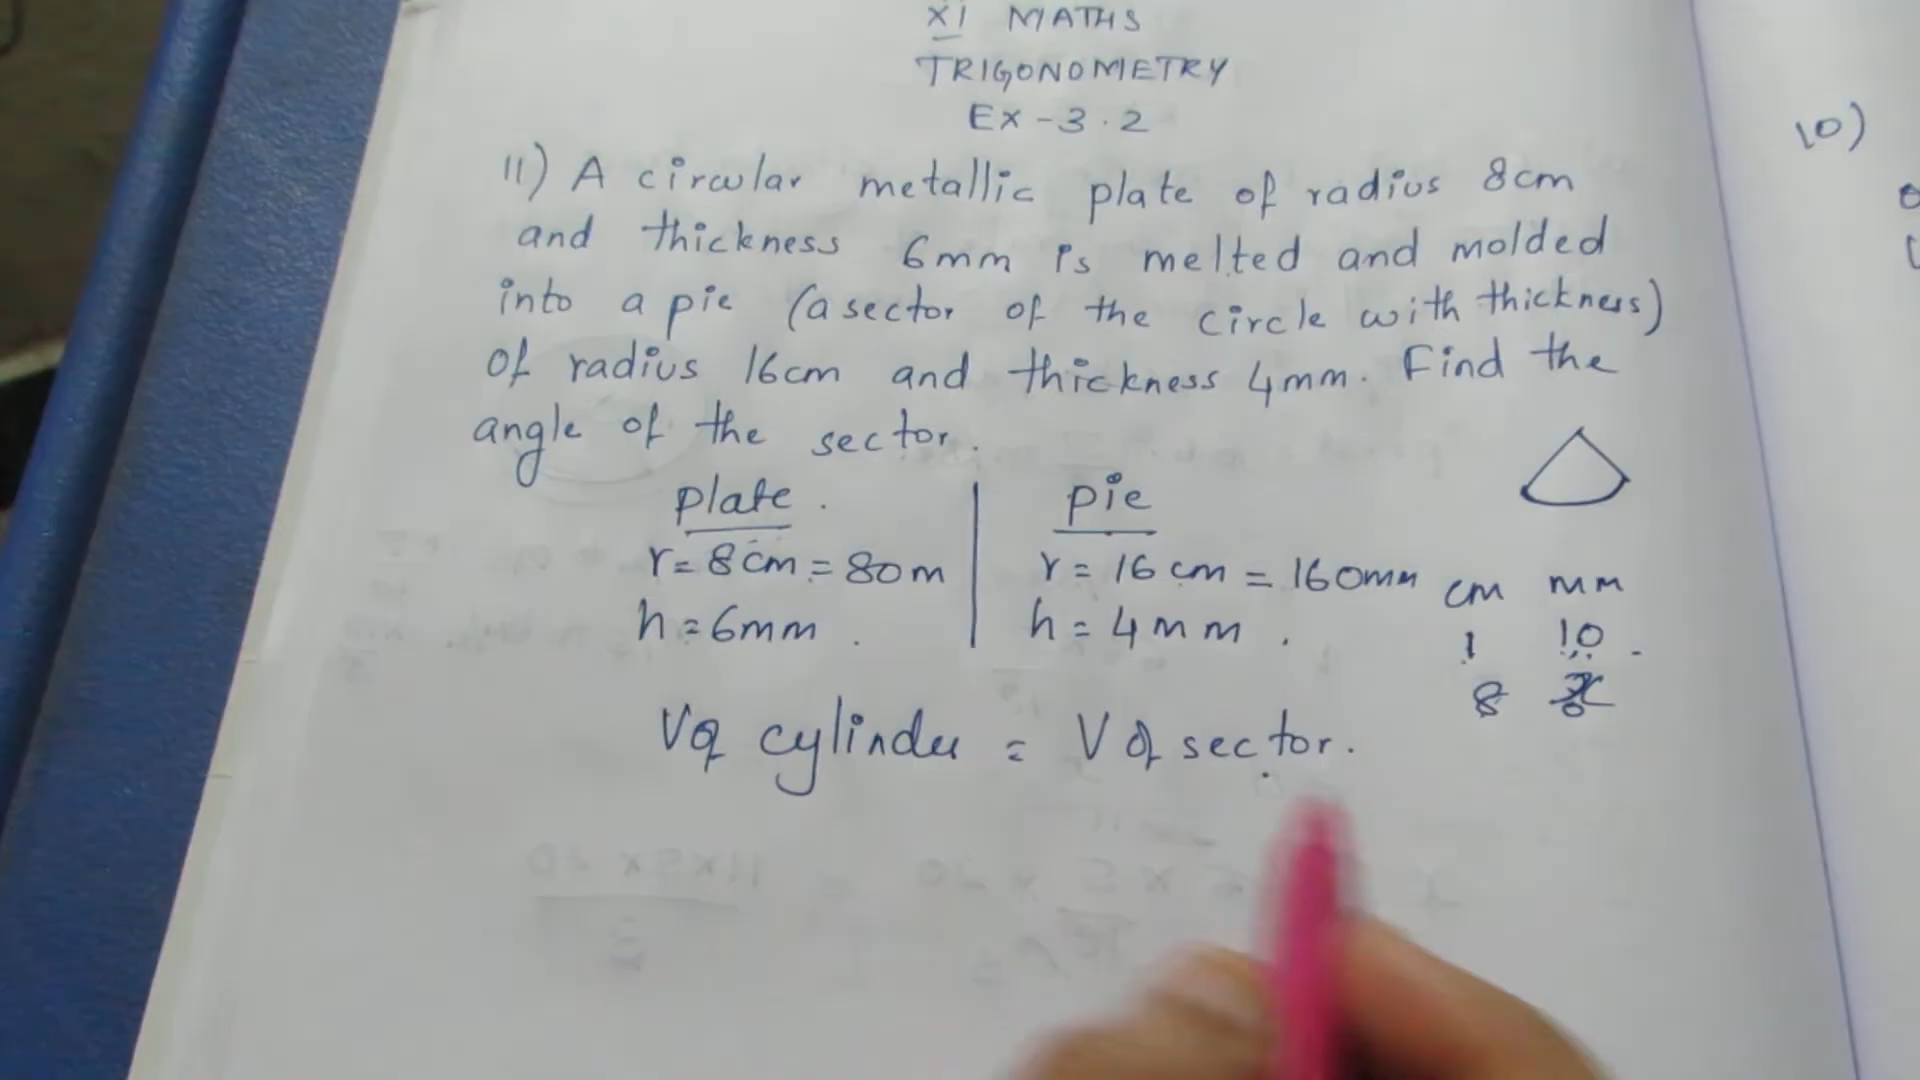 XI MATHS
TRIGONOMETRY
EX-3.2
11) A circular metallic plate of radius 8cm
and thickness 6mm is melted and molded
into a pie (a sector of the circle with thickness)
of radius 16cm and thickness 4mm. Find the
angle of the sector.
plate.
r=8cm=80m
h=6mm.
pie
r=16cm=160mm
h=4mm.
cm mm
1 10
8
V of cylinder = V of sector.
10)